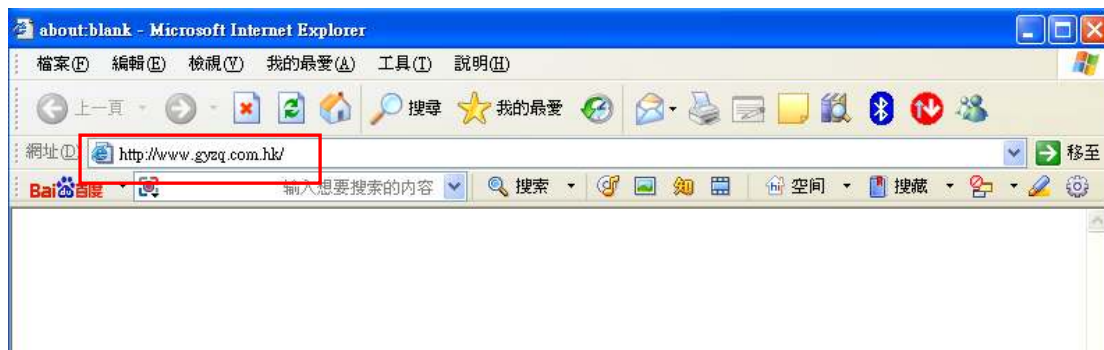 about:blank - Microsoft Internet Explorer
檔案(F) 編輯(E) 檢視(V) 我的最愛(A) 工具(T) 說明(H)
上一頁 搜尋 我的最愛
網址(D) http://www.gyzq.com.hk/ 移至
Bai百度 输入想要搜索的内容 搜索 空间 搜藏